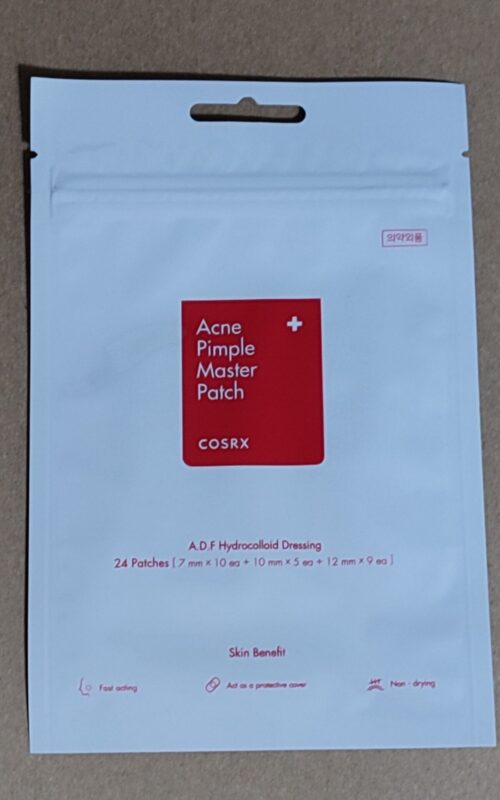 의약외품
Acne
Pimple
Master
Patch
COSRX
A.D.F Hydrocolloid Dressing
24 Patches [ 7 mm × 10 ea + 10 mm × 5 ea + 12 mm × 9 ea ]
Skin Benefit
Fast acting
Act as a protective cover
Non - drying